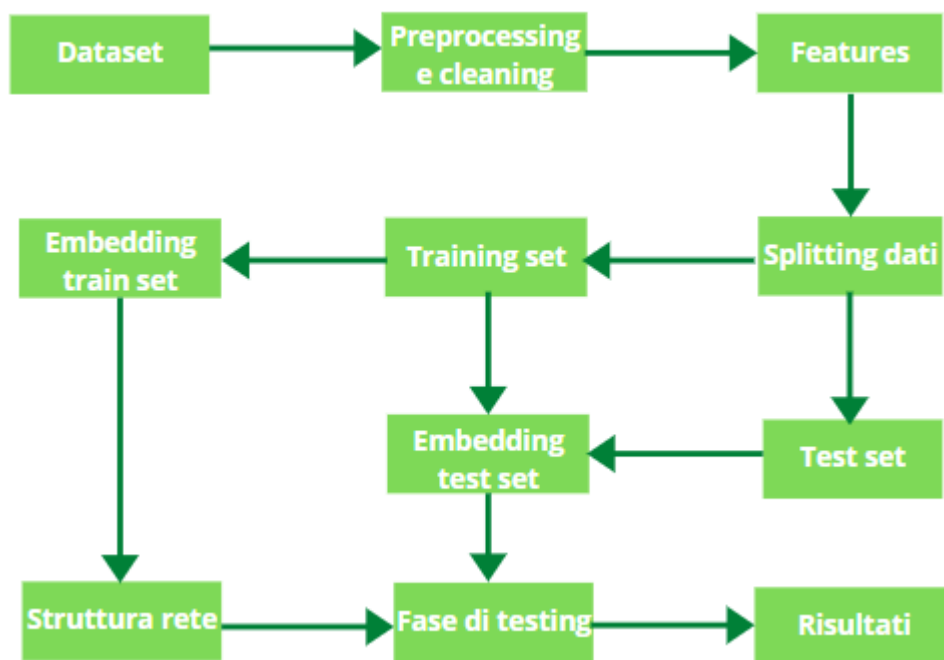 Dataset
Preprocessing
e cleaning
Features
Embedding
train set
Training set
Splitting dati
Embedding
test set
Test set
Struttura rete
Fase di testing
Risultati